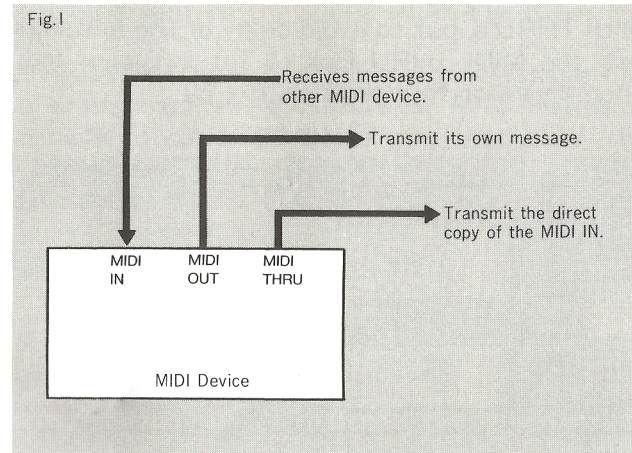 Fig.1
Receives messages from
other MIDI device.
Transmit its own message.
Transmit the direct
copy of the MIDI IN.
MIDI
IN
MIDI
OUT
MIDI
THRU
MIDI Device